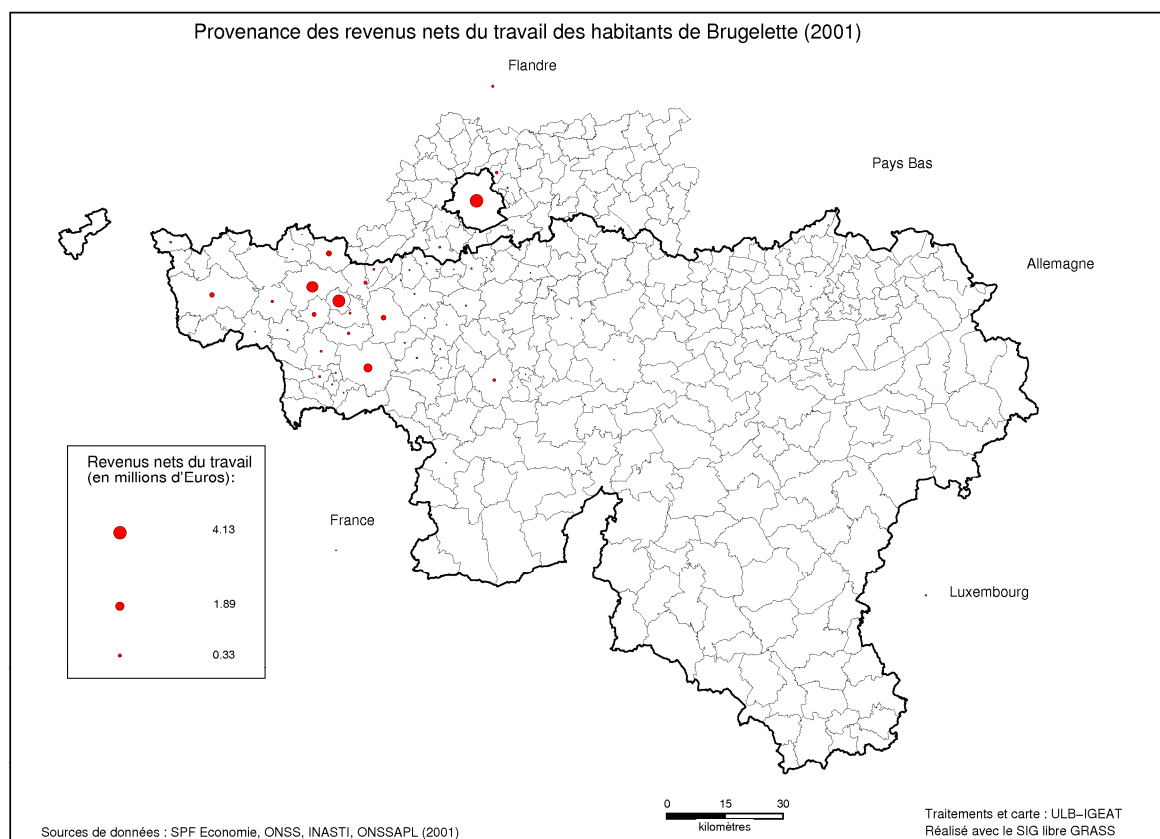 Provenance des revenus nets du travail des habitants de Brugelette (2001)
Flandre
Pays Bas
Allemagne
Revenus nets du travail
(en millions d'Euros):
4.13
1.89
0.33
France
Luxembourg
0 15 30
kilomètres
Sources de données : SPF Economie, ONSS, INASTI, ONSSAPL (2001)
Traitements et carte : ULB-IGEAT
Réalisé avec le SIG libre GRASS